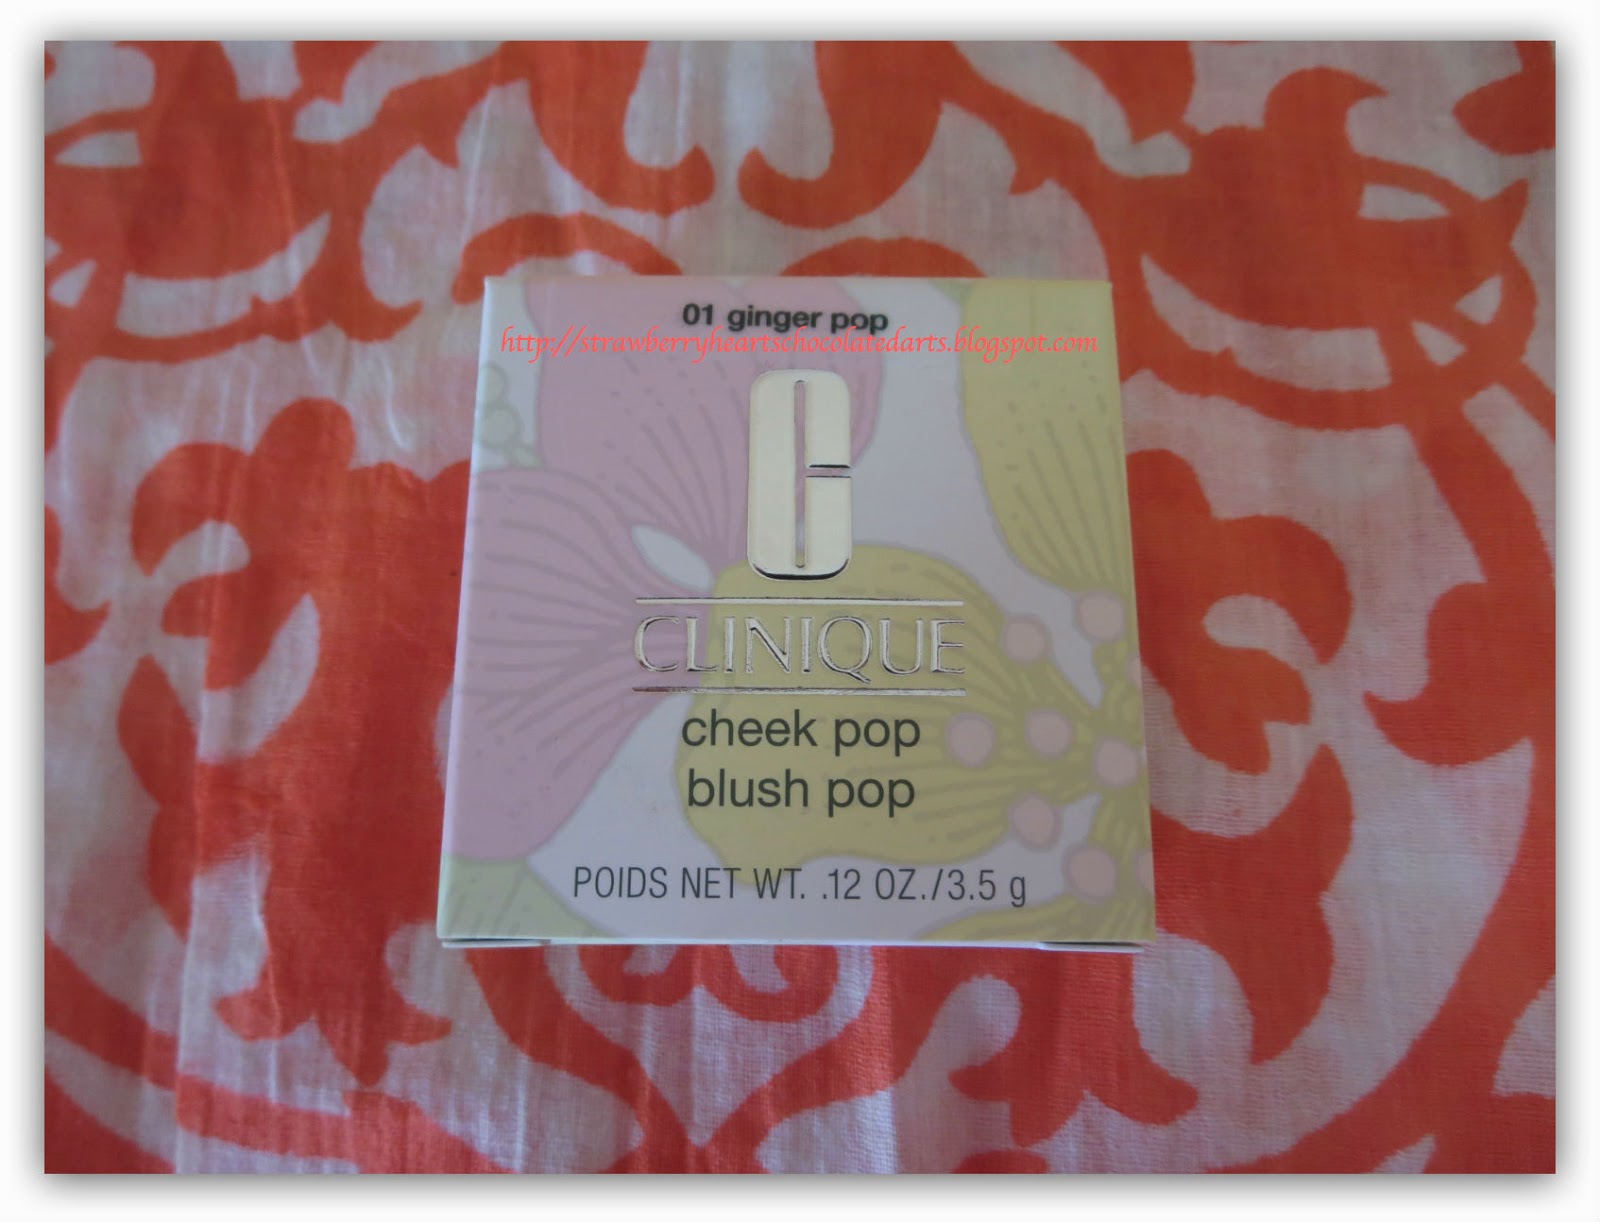 01 ginger pop
http://strawberryheartschocolatedarts.blogspot.com
C
CLINIQUE
cheek pop
blush pop
POIDS NET WT. .12 OZ./3.5 g